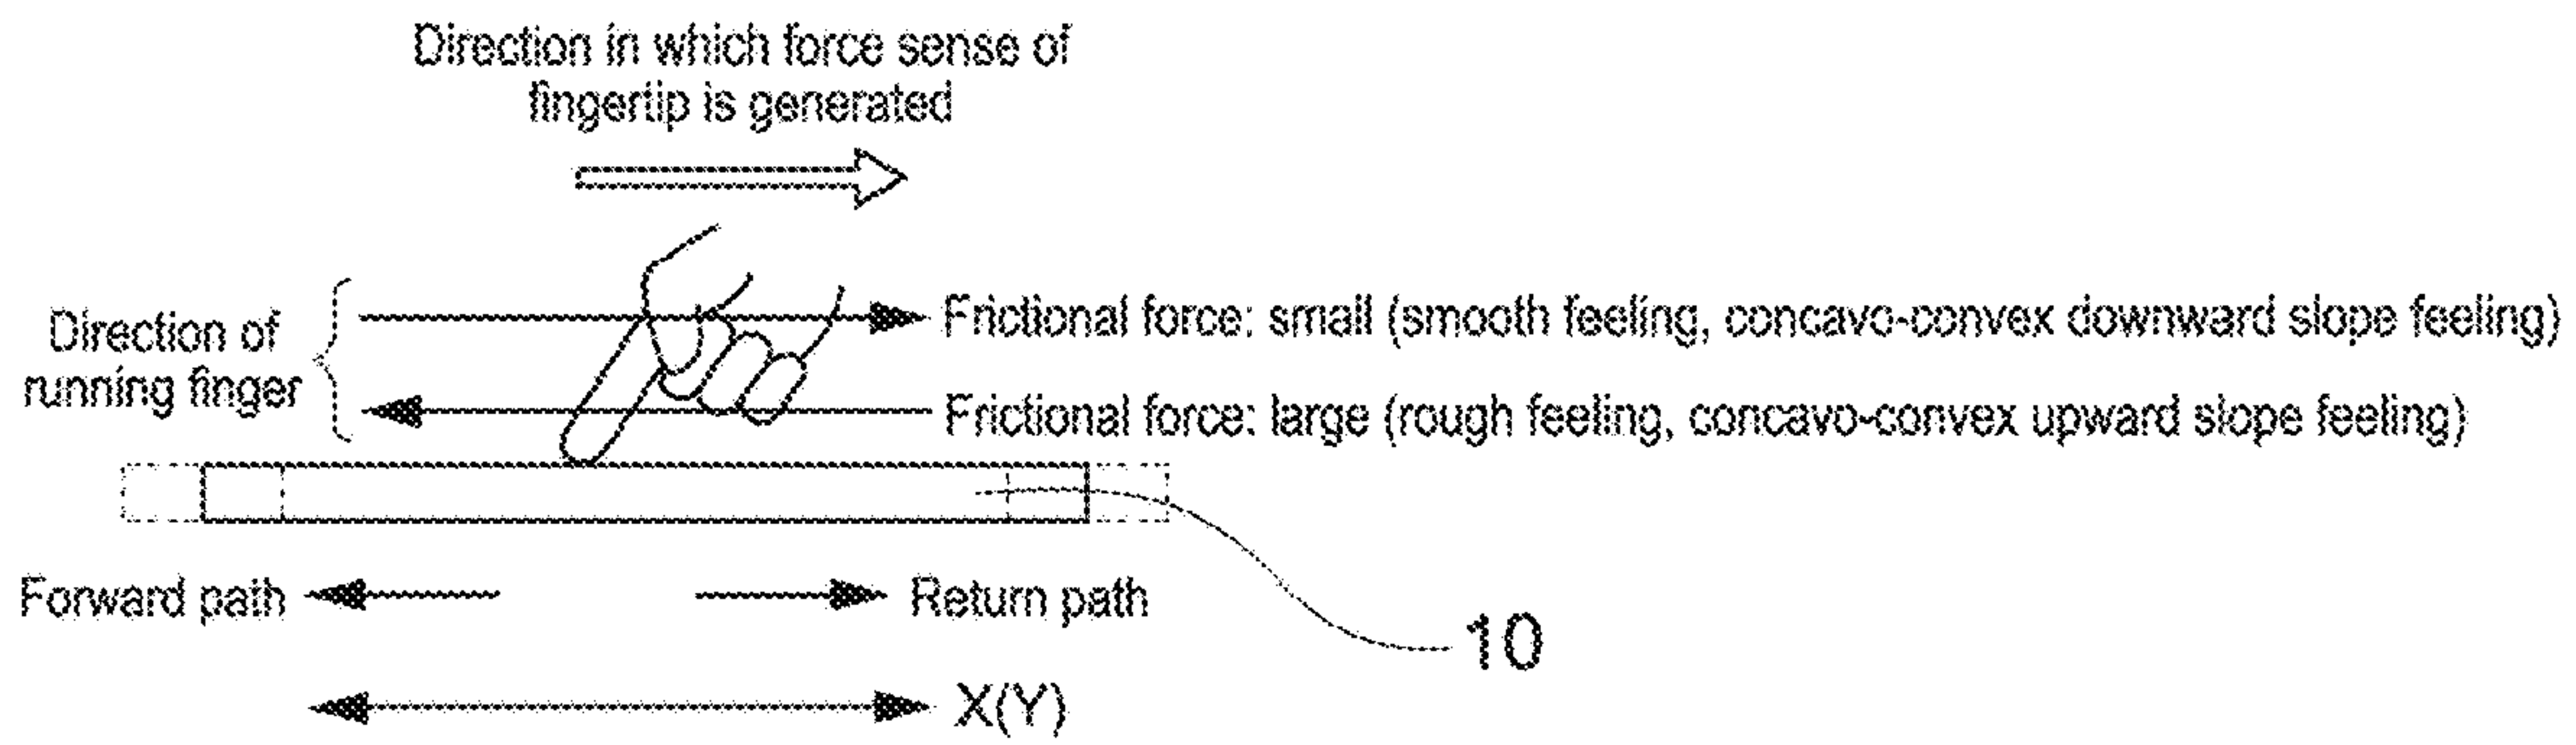 Direction in which force sense of
fingertip is generated
Direction of
running finger
Frictional force: small (smooth feeling, concavo-convex downward slope feeling)
Frictional force: large (rough feeling, concavo-convex upward slope feeling)
Forward path
Return path
10
X(Y)